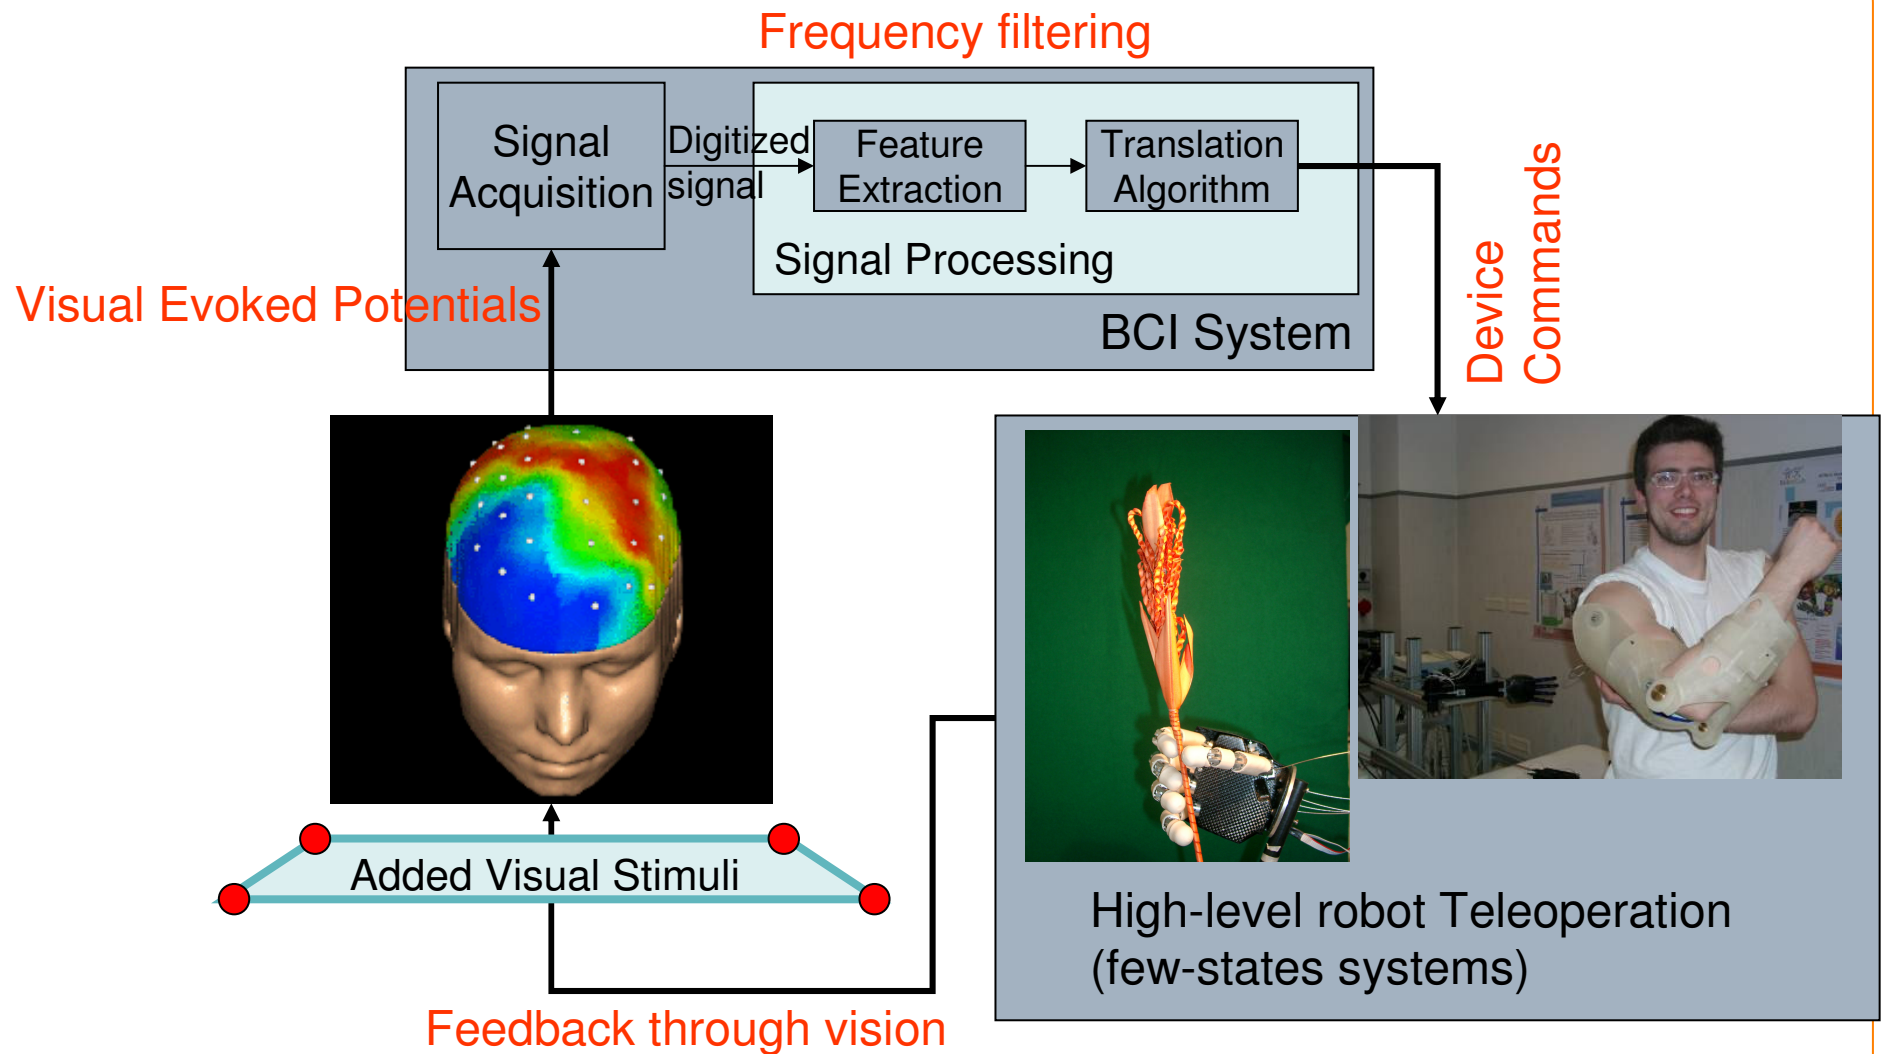 Frequency filtering
Signal
Acquisition
Digitized
signal
Feature
Extraction
Translation
Algorithm
Signal Processing
BCI System
Visual Evoked Potentials
Device
Commands
Added Visual Stimuli
High-level robot Teleoperation
(few-states systems)
Feedback through vision